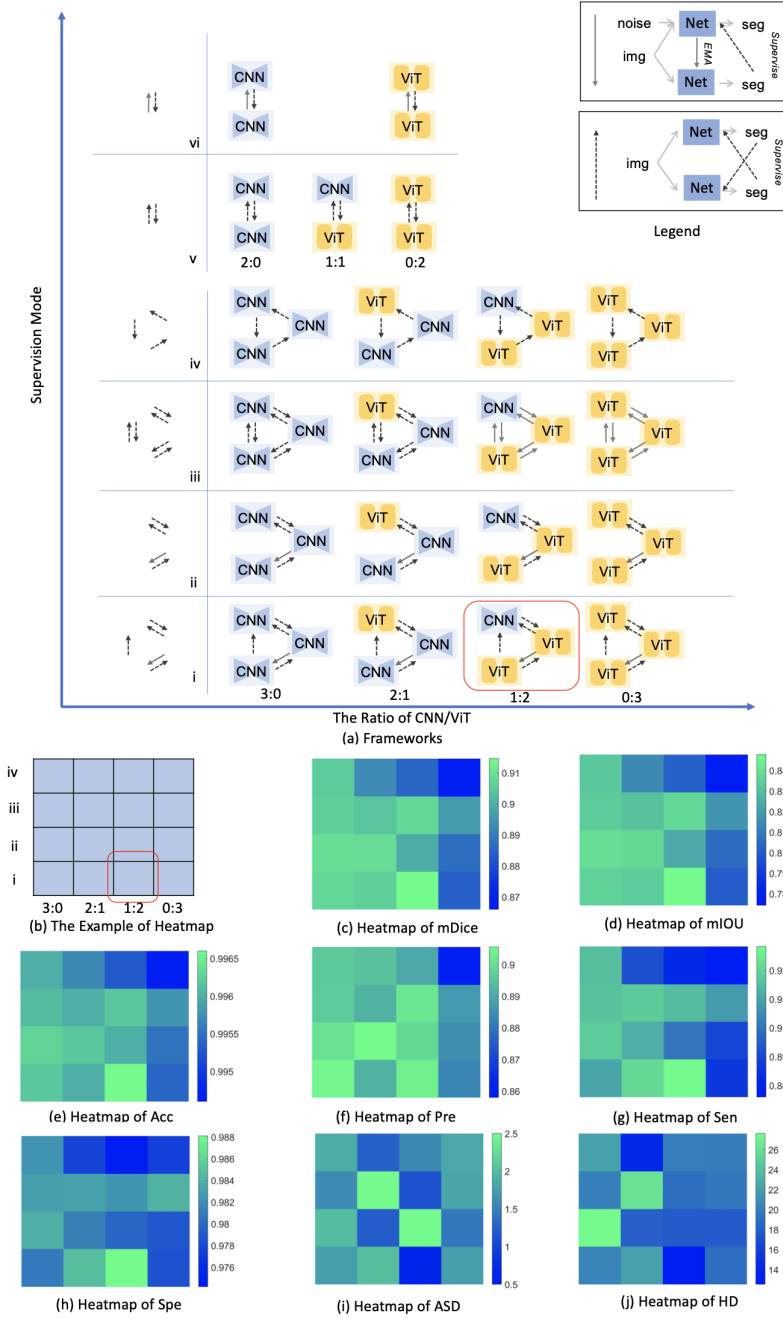 noise
Net
seg
img
EMA
Supervise
Net
seg
Net
seg
img
Supervise
Net
seg
Legend
Supervision Mode
CNN
ViT
CNN
ViT
vi
CNN
CNN
ViT
CNN
ViT
ViT
v
2:0
1:1
0:2
CNN
ViT
CNN
ViT
CNN
CNN
ViT
ViT
CNN
CNN
ViT
ViT
iv
CNN
ViT
CNN
ViT
CNN
CNN
ViT
ViT
CNN
CNN
ViT
ViT
iii
CNN
ViT
CNN
ViT
CNN
CNN
ViT
ViT
CNN
CNN
ViT
ViT
ii
CNN
ViT
CNN
ViT
CNN
CNN
ViT
ViT
CNN
CNN
ViT
ViT
i
3:0
2:1
1:2
0:3
The Ratio of CNN/ViT
(a) Frameworks
iv
iii
ii
i
3:0
2:1
1:2
0:3
(b) The Example of Heatmap
0.91
0.9
0.89
0.88
0.87
(c) Heatmap of mDice
(d) Heatmap of mIOU
0.9965
0.996
0.9955
0.995
(e) Heatmap of Acc
0.9
0.89
0.88
0.87
0.86
(f) Heatmap of Pre
(g) Heatmap of Sen
0.988
0.986
0.984
0.982
0.98
0.978
0.976
(h) Heatmap of Spe
2.5
2
1.5
1
0.5
(i) Heatmap of ASD
26
24
22
20
18
16
14
(j) Heatmap of HD